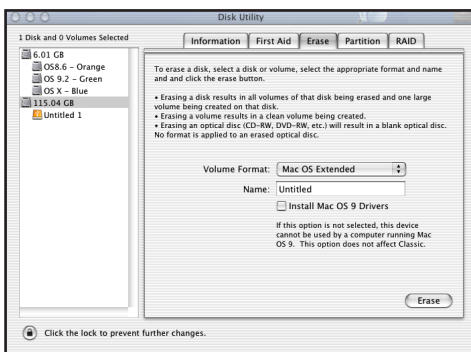 Disk Utility
1 Disk and 0 Volumes Selected
Information
First Aid
Erase
Partition
RAID
6.01 GB
OS8.6 – Orange
OS 9.2 – Green
OS X – Blue
115.04 GB
Untitled 1
To erase a disk, select a disk or volume, select the appropriate format and name
and and click the erase button.
• Erasing a disk results in all volumes of that disk being erased and one large
volume being created on that disk.
• Erasing a volume results in a clean volume being created.
• Erasing an optical disc (CD–RW, DVD–RW, etc.) will result in a blank optical disc.
No format is applied to an erased optical disc.
Volume Format: Mac OS Extended
Name: Untitled
Install Mac OS 9 Drivers
If this option is not selected, this device
cannot be used by a computer running Mac
OS 9. This option does not affect Classic.
Erase
Click the lock to prevent further changes.